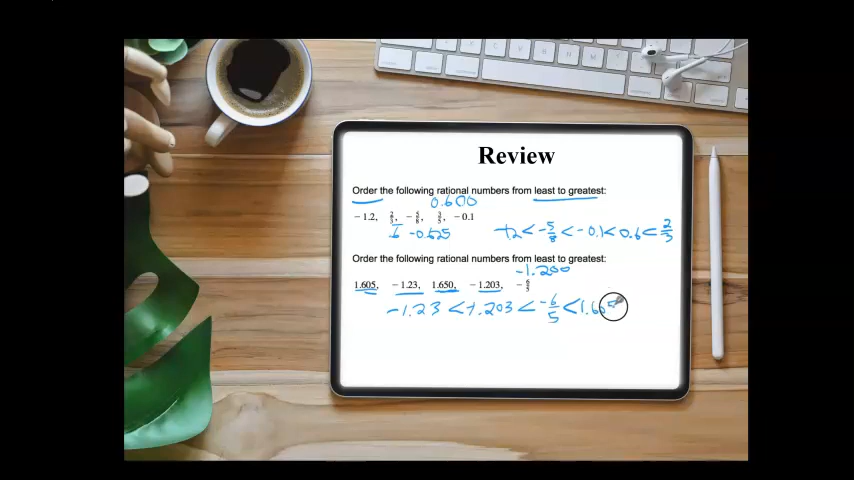 Review
Order the following rational numbers from least to greatest:
0.600
−1.2, 2/3, −5/8, 3/5, −0.1
-0.625
-1.2 < -5/8 < -0.1 < 0.6 < 2/3
Order the following rational numbers from least to greatest:
-1.200
1.605, −1.23, 1.650, −1.203, −6/5
-1.23 < -1.203 < -6/5 < 1.605